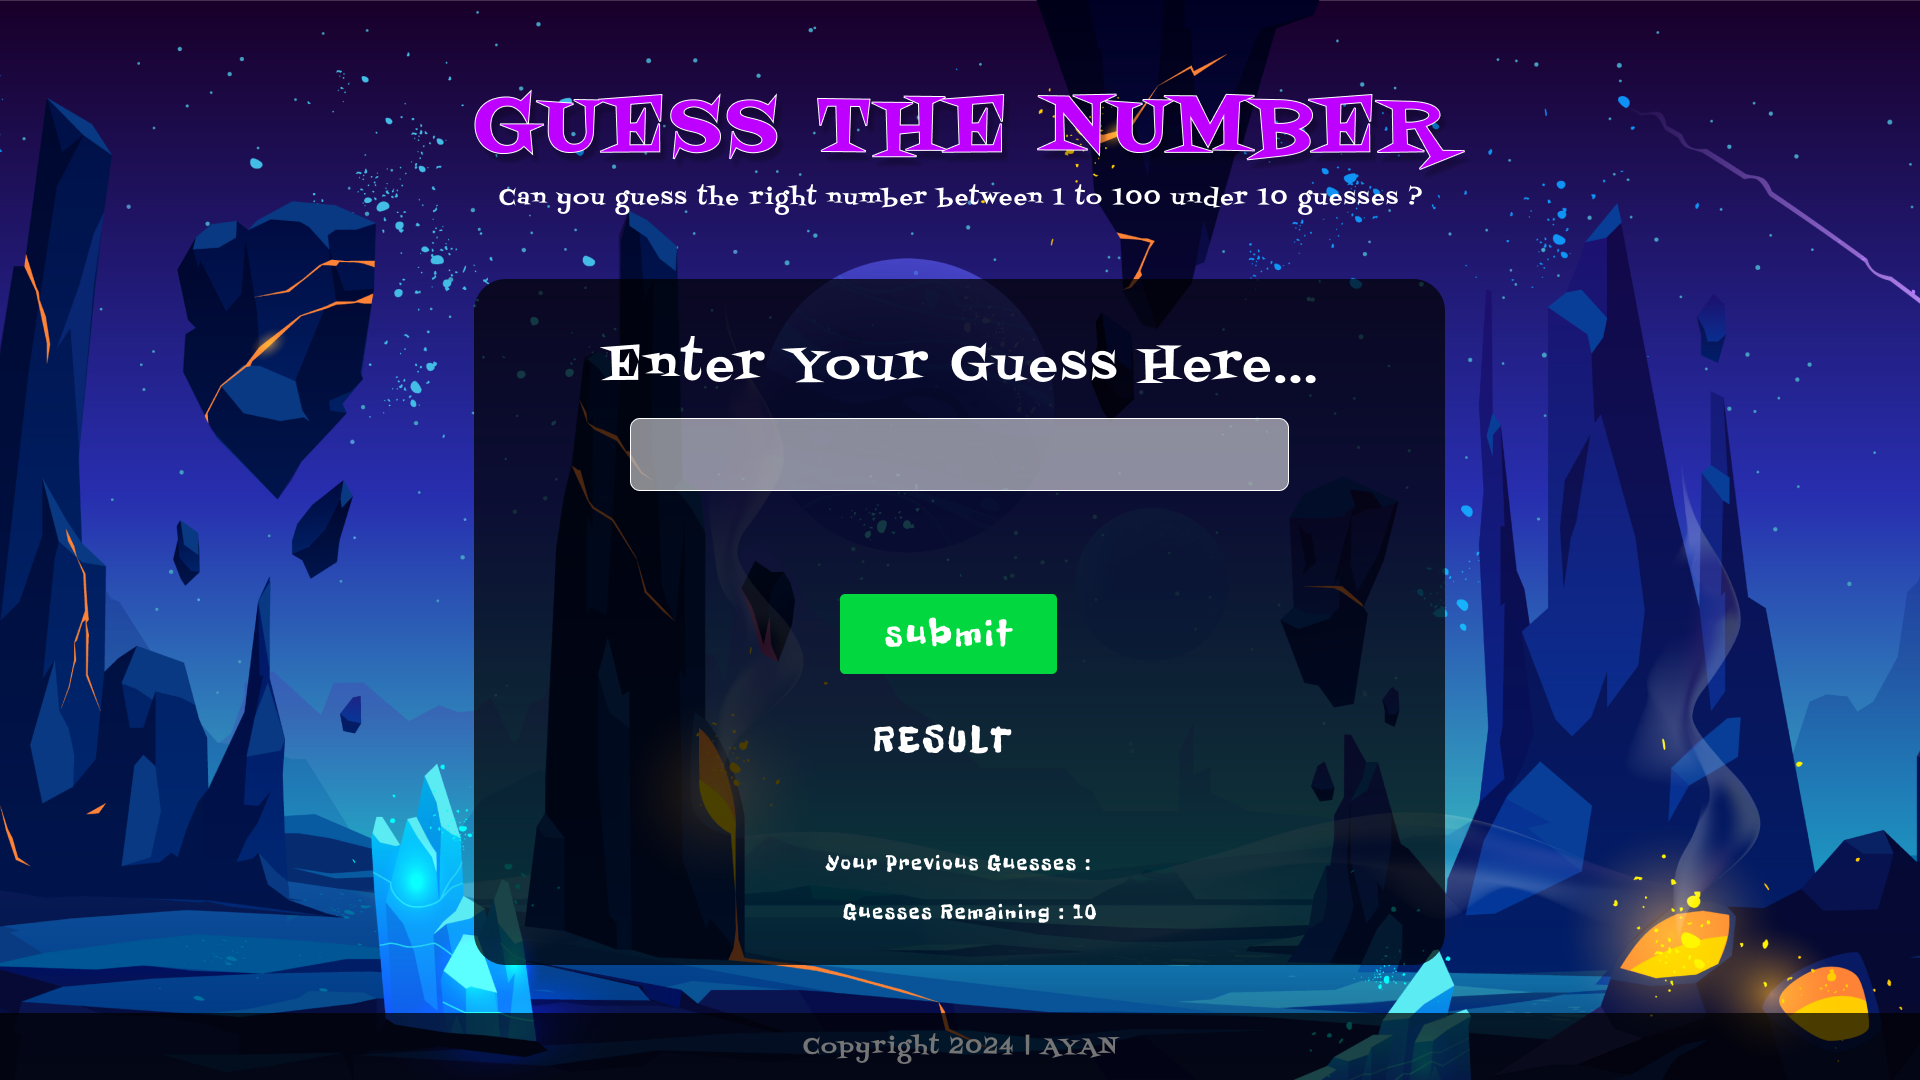 GUESS THE NUMBER
Can you guess the right number between 1 to 100 under 10 guesses ?
Enter Your Guess Here...
submit
RESULT
Your Previous Guesses :
Guesses Remaining : 10
Copyright 2024 | AYAN